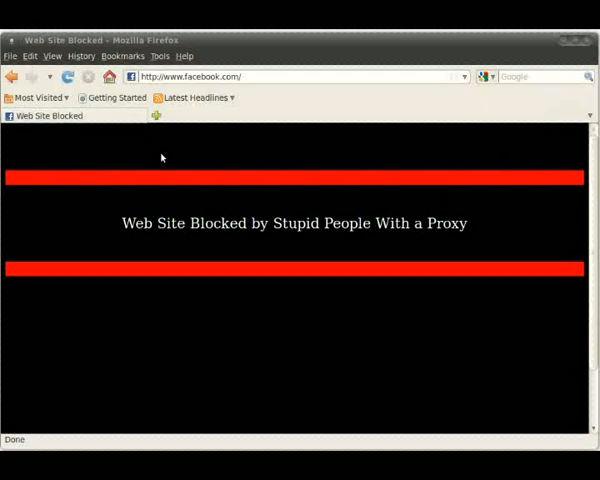 Web Site Blocked - Mozilla Firefox
File Edit View History Bookmarks Tools Help
http://www.facebook.com/ Google
Most Visited Getting Started Latest Headlines
Web Site Blocked
Web Site Blocked by Stupid People With a Proxy
Done